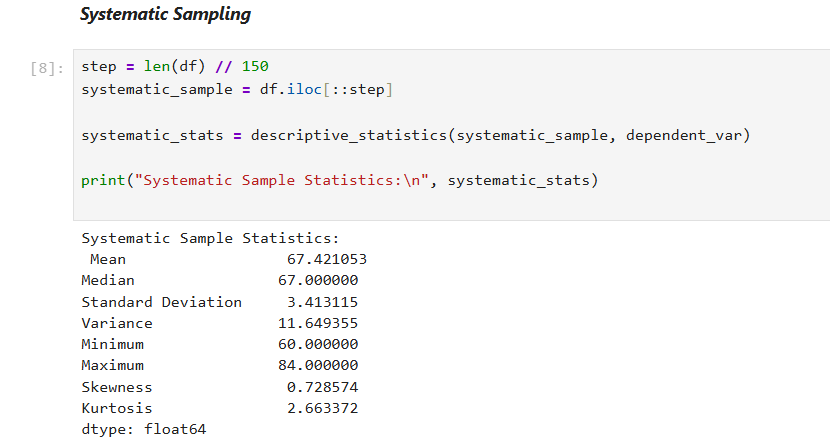 Systematic Sampling
[8]: step = len(df) // 150
systematic_sample = df.iloc[::step]
systematic_stats = descriptive_statistics(systematic_sample, dependent_var)
print("Systematic Sample Statistics:\n", systematic_stats)
Systematic Sample Statistics:
 Mean                  67.421053
Median                67.000000
Standard Deviation     3.413115
Variance              11.649355
Minimum               60.000000
Maximum               84.000000
Skewness               0.728574
Kurtosis               2.663372
dtype: float64